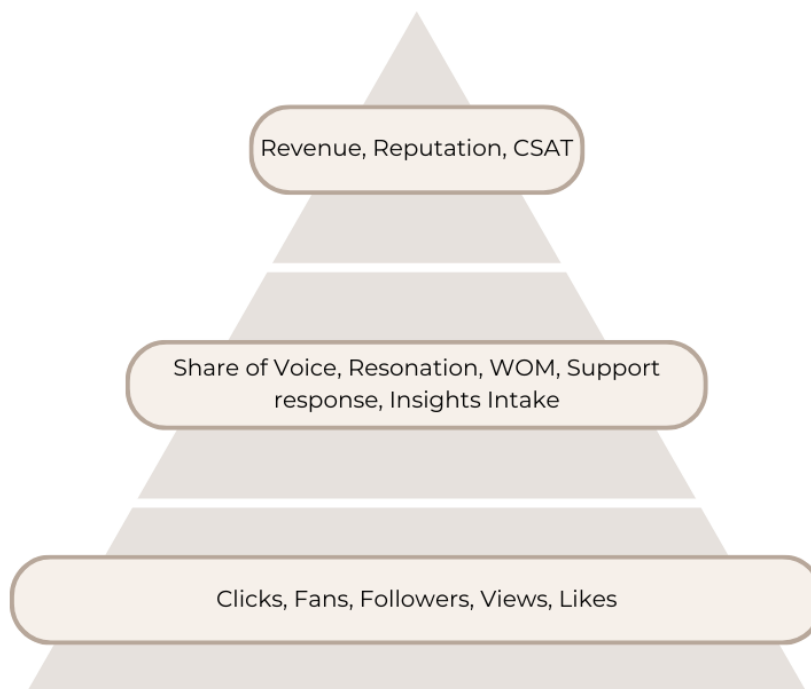 Revenue, Reputation, CSAT
Share of Voice, Resonation, WOM, Support
response, Insights Intake
Clicks, Fans, Followers, Views, Likes